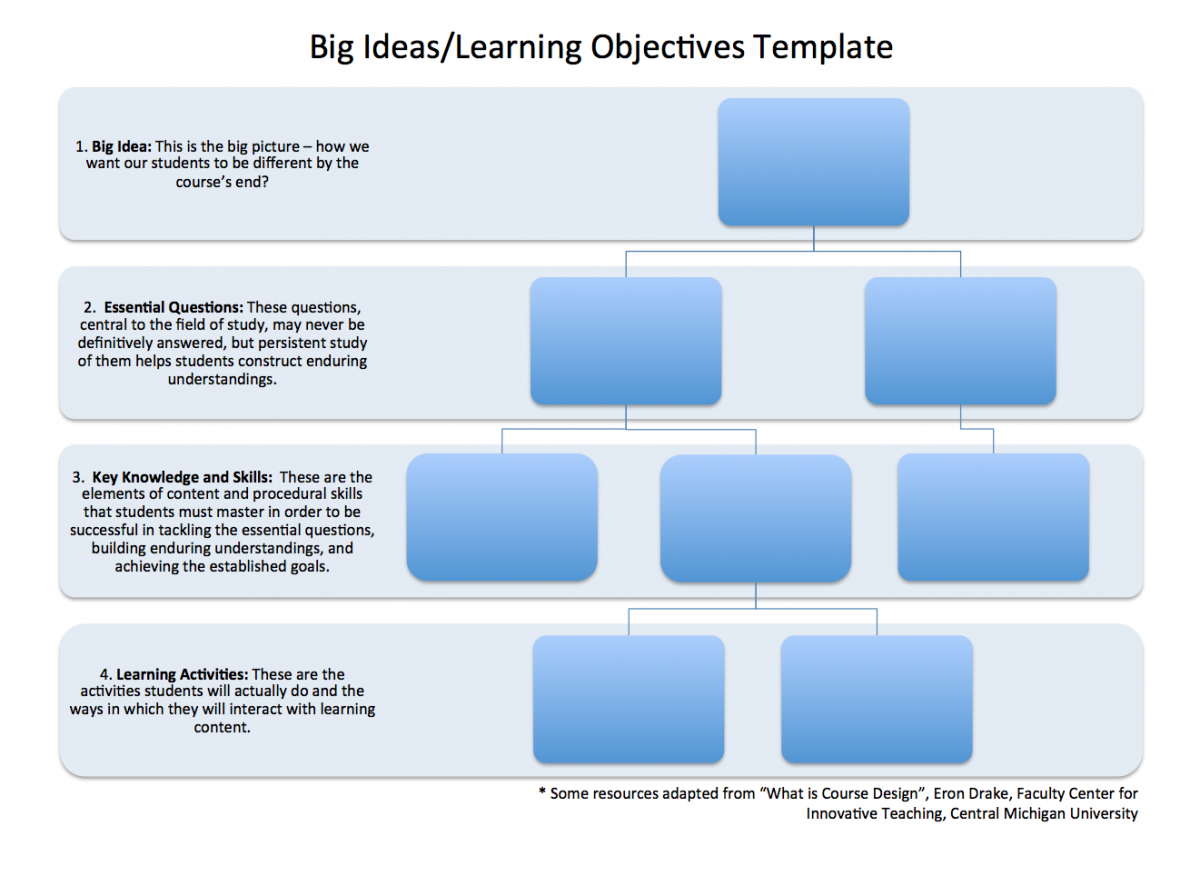 Big Ideas/Learning Objectives Template
1. Big Idea: This is the big picture – how we
want our students to be different by the
course’s end?
2. Essential Questions: These questions,
central to the field of study, may never be
definitively answered, but persistent study
of them helps students construct enduring
understandings.
3. Key Knowledge and Skills: These are the
elements of content and procedural skills
that students must master in order to be
successful in tackling the essential questions,
building enduring understandings, and
achieving the established goals.
4. Learning Activities: These are the
activities students will actually do and the
ways in which they will interact with learning
content.
* Some resources adapted from “What is Course Design”, Eron Drake, Faculty Center for
Innovative Teaching, Central Michigan University